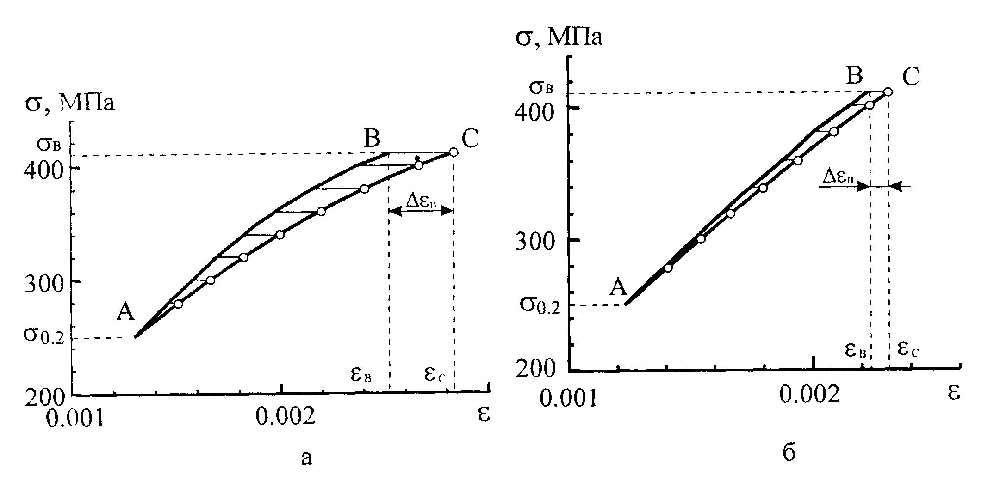 σ, МПа
σв
400
300
σ0.2
200
0.001
0.002
ε
A
B
C
Δεп
εв
εс
а
σ, МПа
σв
400
300
σ0.2
200
0.001
0.002
ε
A
B
C
Δεп
εв
εс
б